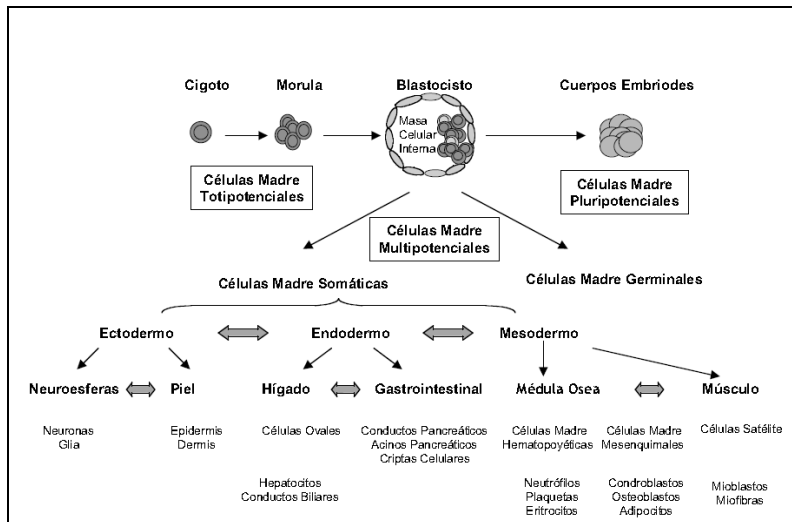 Cigoto
Morula
Blastocisto
Cuerpos Embriodes
Masa
Celular
Interna
Células Madre
Totipotenciales
Células Madre
Pluripotenciales
Células Madre
Multipotenciales
Células Madre Somáticas
Células Madre Germinales
Ectodermo
Endodermo
Mesodermo
Neuroesferas
Piel
Hígado
Gastrointestinal
Médula Osea
Músculo
Neuronas
Glia
Epidermis
Dermis
Células Ovales
Conductos Pancreáticos
Acinos Pancreáticos
Criptas Celulares
Células Madre
Hematopoyéticas
Células Madre
Mesenquimales
Células Satélite
Hepatocitos
Conductos Biliares
Neutrófilos
Plaquetas
Eritrocitos
Condroblastos
Osteoblastos
Adipocitos
Mioblastos
Miofibras